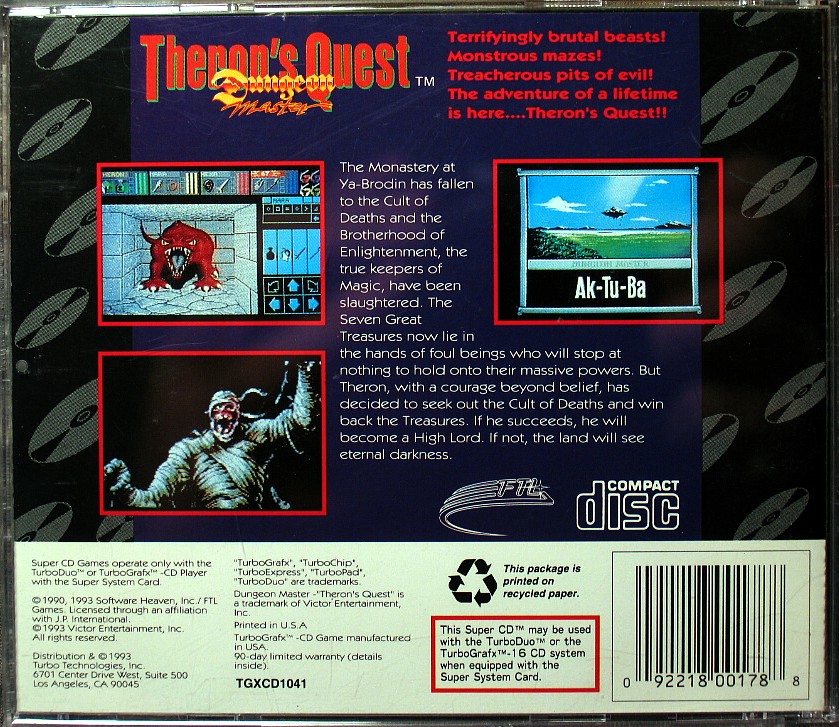 Theron's Quest
Dungeon
Master
TM
Terrifyingly brutal beasts!
Monstrous mazes!
Treacherous pits of evil!
The adventure of a lifetime
is here....Theron's Quest!!
The Monastery at
Ya-Brodin has fallen
to the Cult of
Deaths and the
Brotherhood of
Enlightenment, the
true keepers of
Magic, have been
slaughtered. The
Seven Great
Treasures now lie in
the hands of foul beings who will stop at
nothing to hold onto their massive powers. But
Theron, with a courage beyond belief, has
decided to seek out the Cult of Deaths and win
back the Treasures. If he succeeds, he will
become a High Lord. If not, the land will see
eternal darkness.
NARA
DUNGEON MASTER
Ak-Tu-Ba
FTL
COMPACT
disc
Super CD Games operate only with the
TurboDuo™ or TurboGrafx™ -CD Player
with the Super System Card.
©1990, 1993 Software Heaven, Inc./ FTL
Games. Licensed through an affiliation
with J.P. International.
©1993 Victor Entertainment, Inc.
All rights reserved.
Distribution & ©1993
Turbo Technologies, Inc.
6701 Center Drive West, Suite 500
Los Angeles, CA 90045
"TurboGrafx", "TurboChip",
"TurboExpress", "TurboPad",
"TurboDuo" are trademarks.
Dungeon Master -"Theron's Quest" is
a trademark of Victor Entertainment,
Inc.
Printed in U.S.A
TurboGrafx™ -CD Game manufactured
in USA.
90-day limited warranty (details
inside).
TGXCD1041
This package is
printed on
recycled paper.
This Super CD™ may be used
with the TurboDuo™ or the
TurboGrafx™-16 CD system
when equipped with the
Super System Card.
0 92218 00178 8